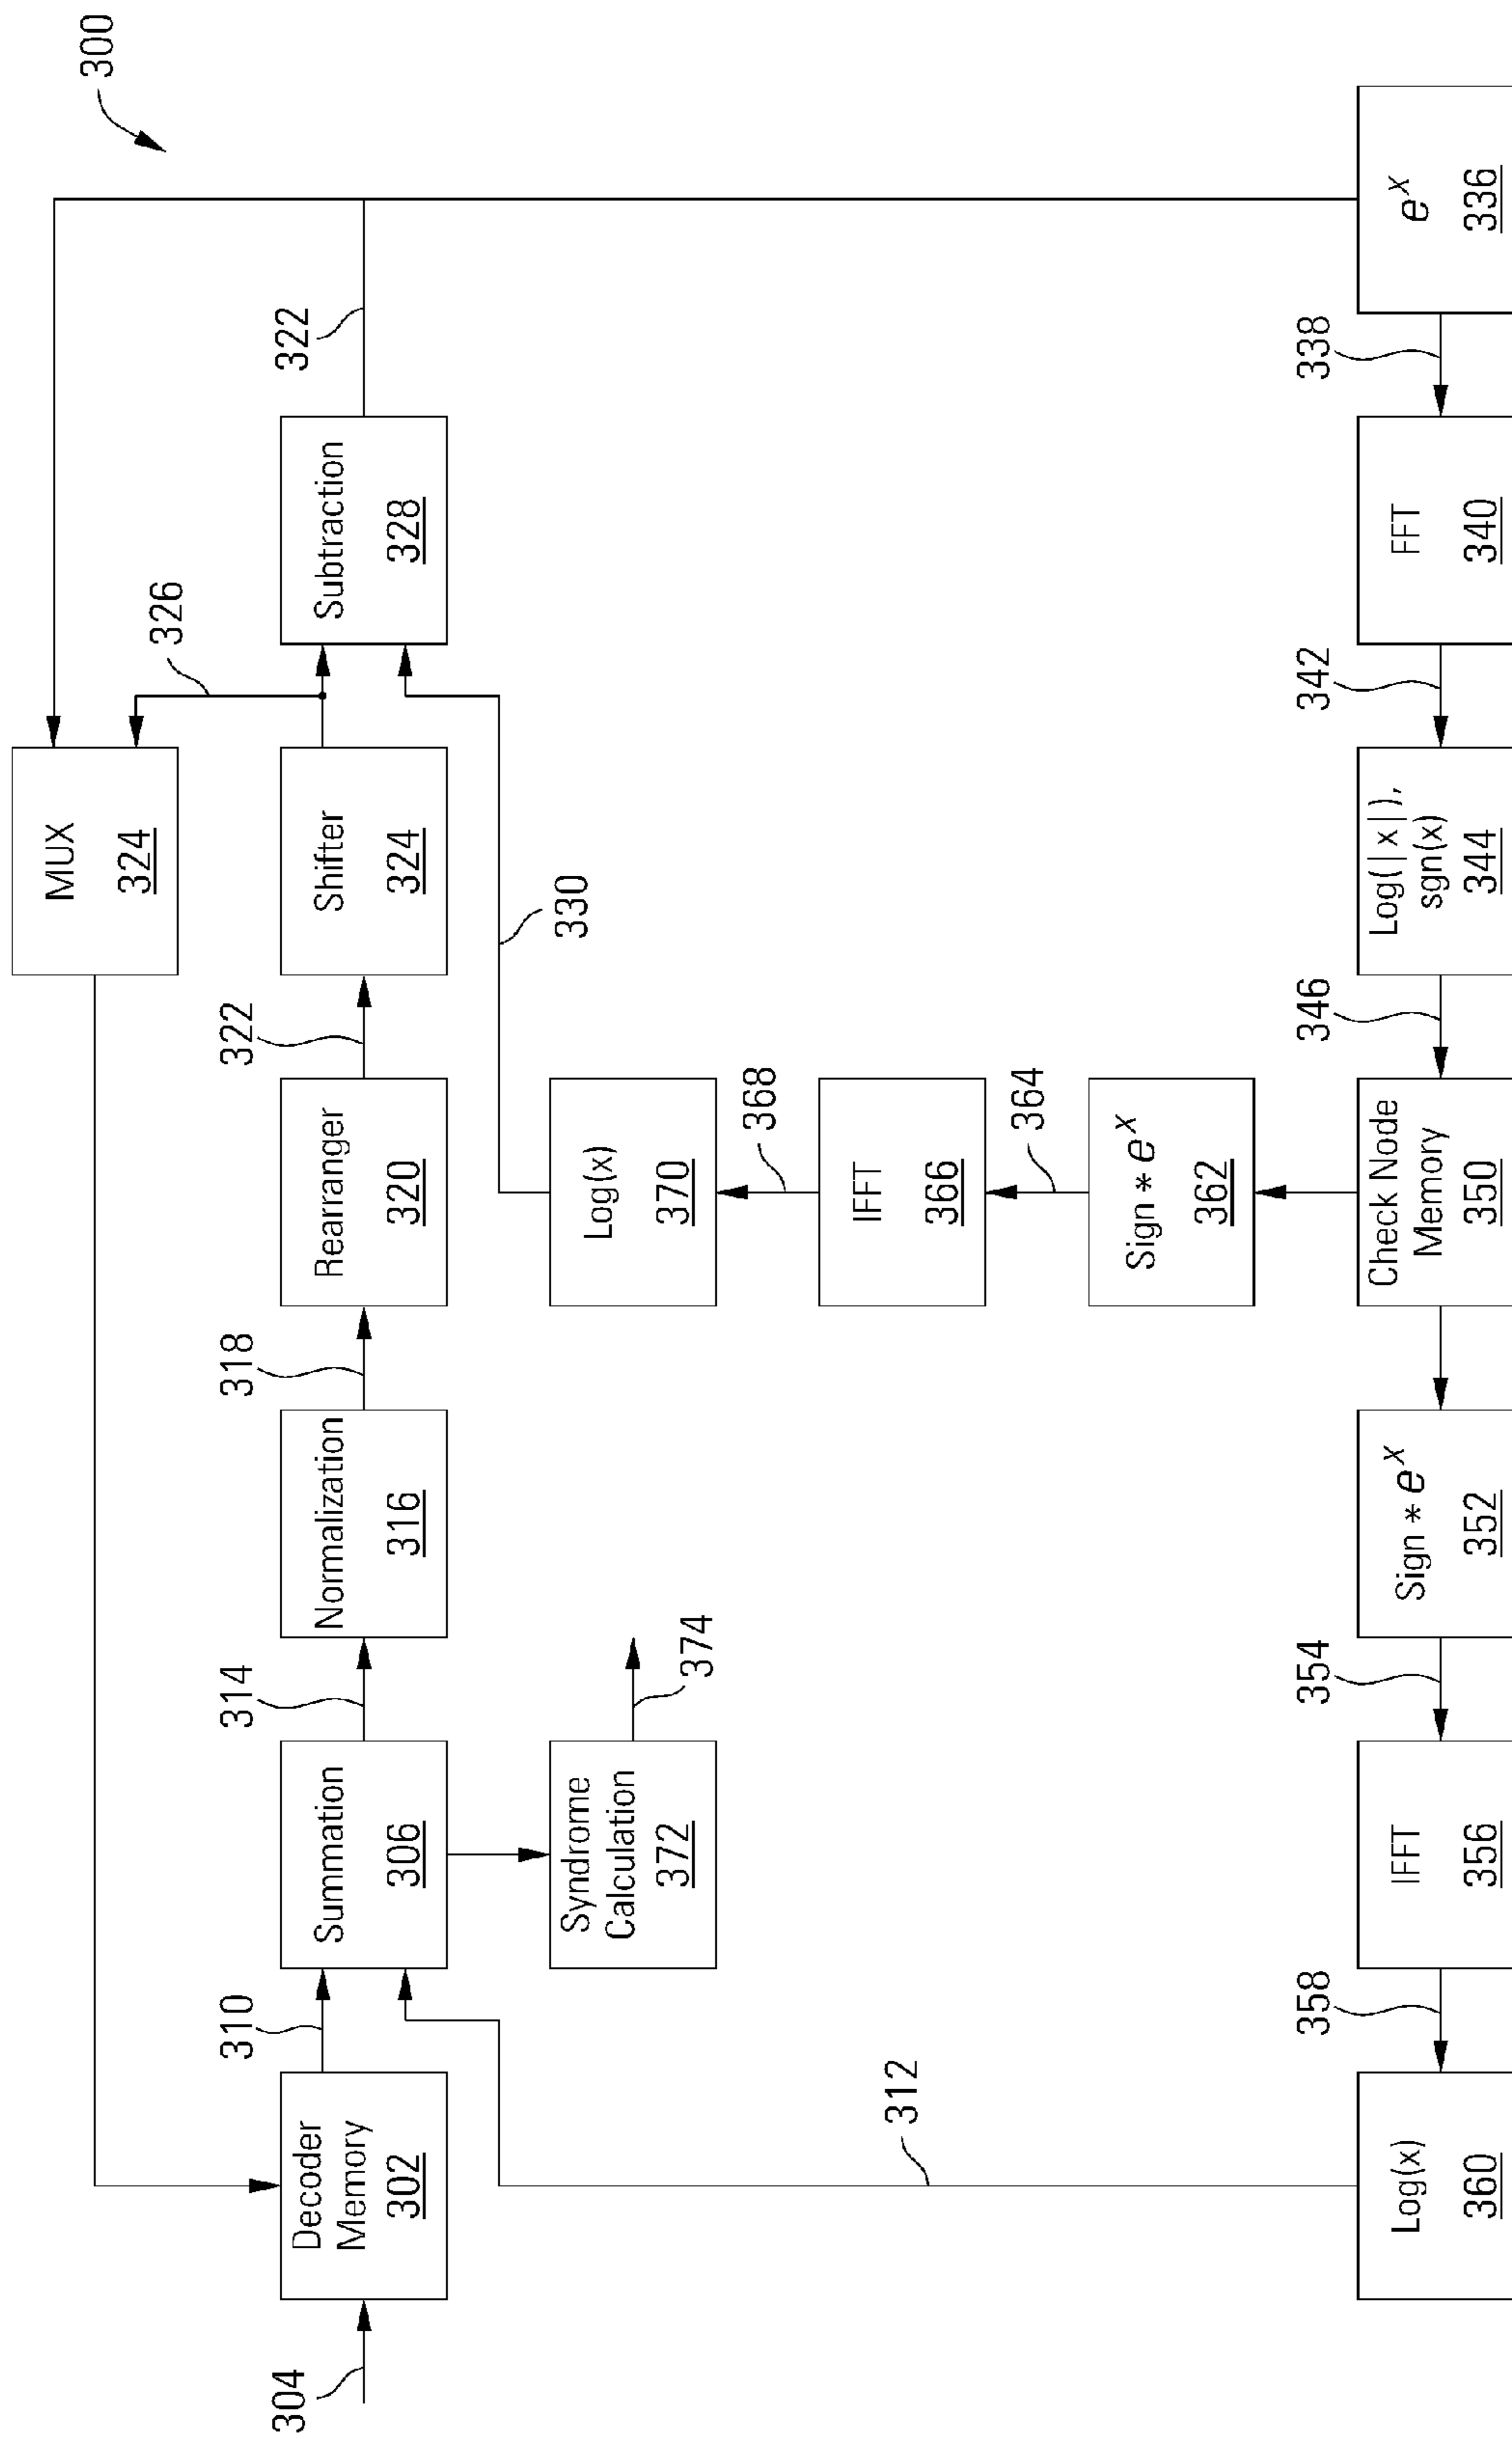 300
MUX
324
326
304
Decoder
Memory
302
310
Summation
306
314
Normalization
316
318
Rearranger
320
322
Shifter
324
Subtraction
328
322
330
Syndrome
Calculation
372
374
Log(x)
370
368
IFFT
366
364
Sign * e^x
362
312
Log(x)
360
358
IFFT
356
354
Sign * e^x
352
Check Node
Memory
350
346
Log(|x|),
sgn(x)
344
342
FFT
340
338
e^x
336